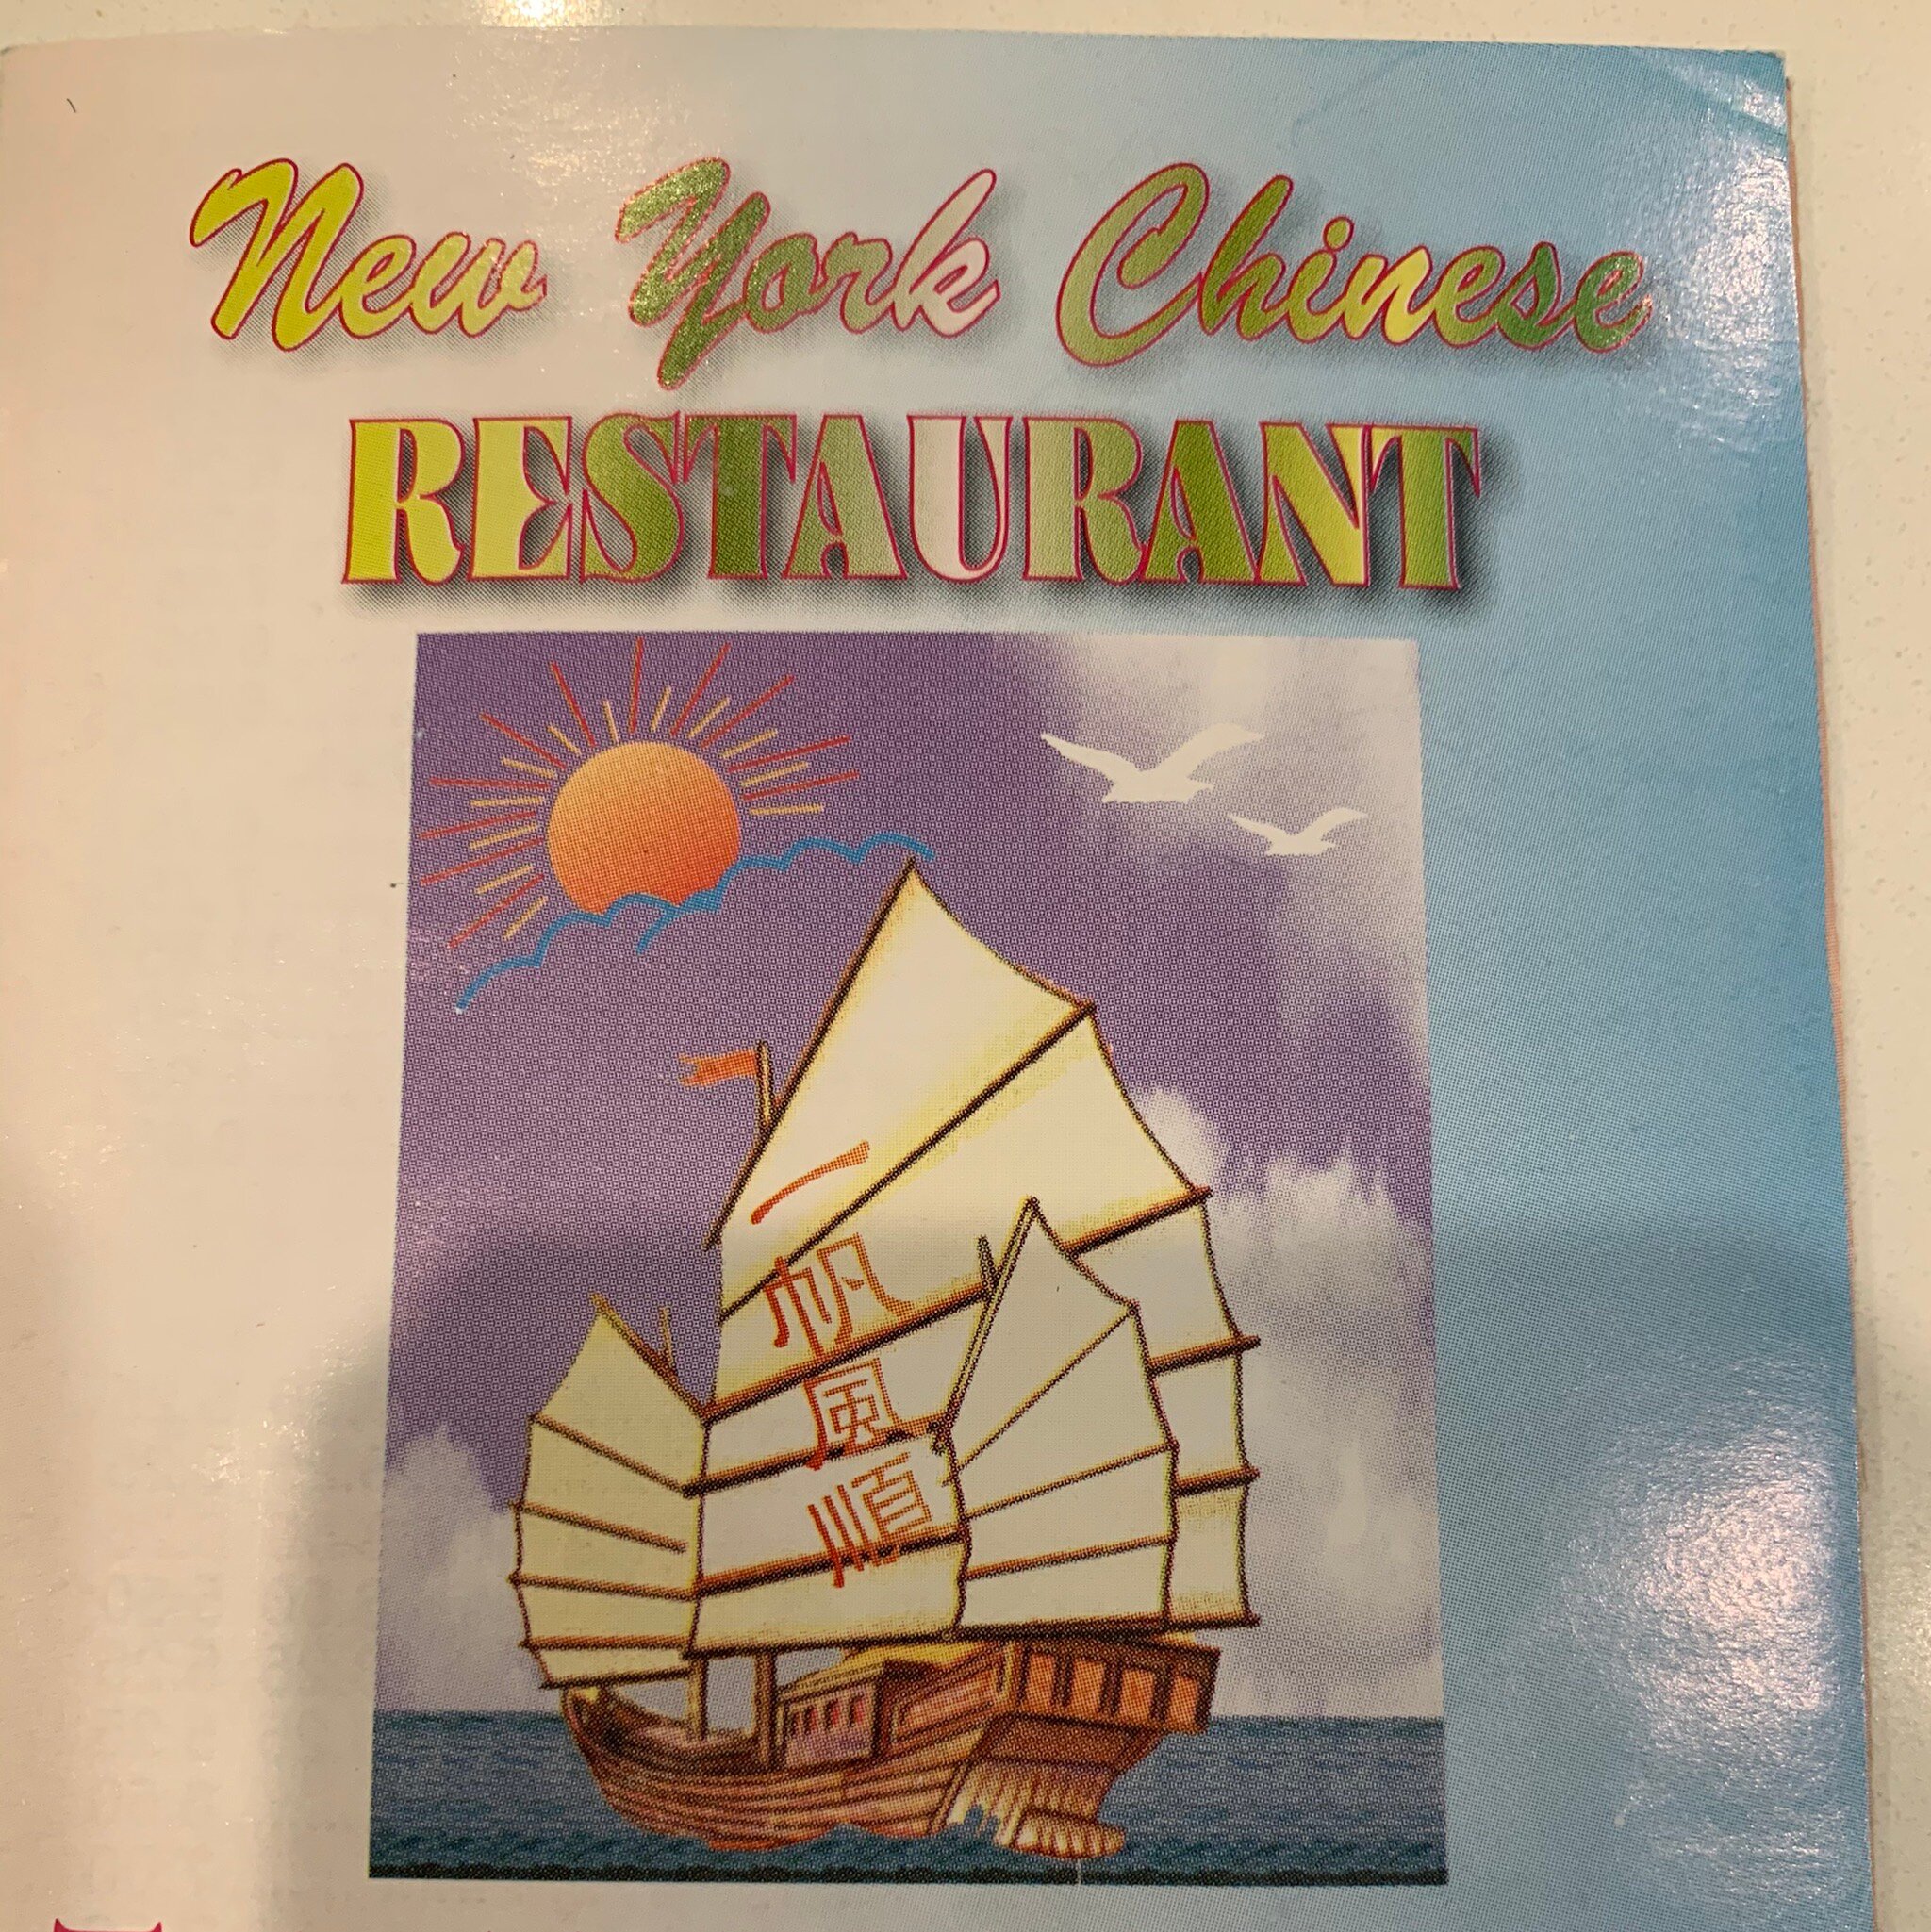 New York Chinese
RESTAURANT
一帆風順